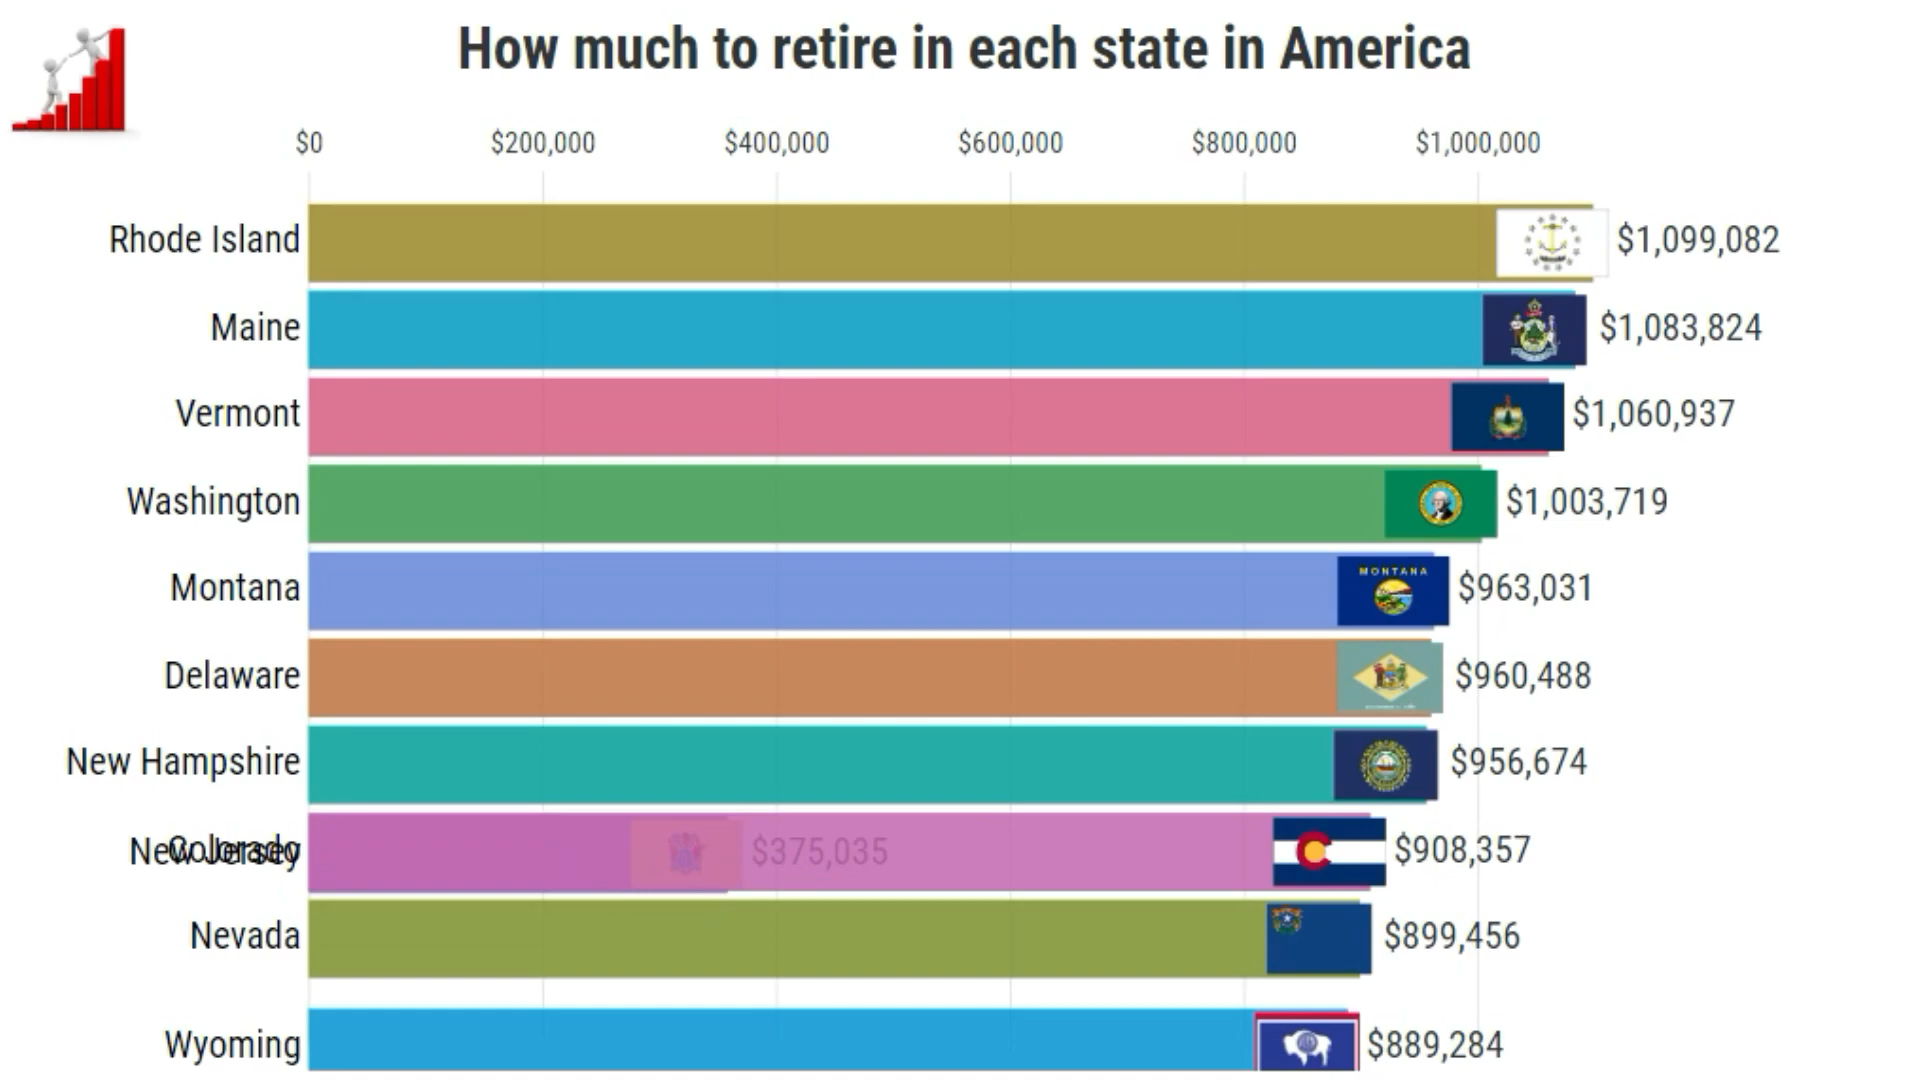 How much to retire in each state in America
$0 $200,000 $400,000 $600,000 $800,000 $1,000,000
Rhode Island $1,099,082
Maine $1,083,824
Vermont $1,060,937
Washington $1,003,719
MONTANA
Montana $963,031
Delaware $960,488
New Hampshire $956,674
Colorado $908,357
New Jersey $375,035
Nevada $899,456
Wyoming $889,284